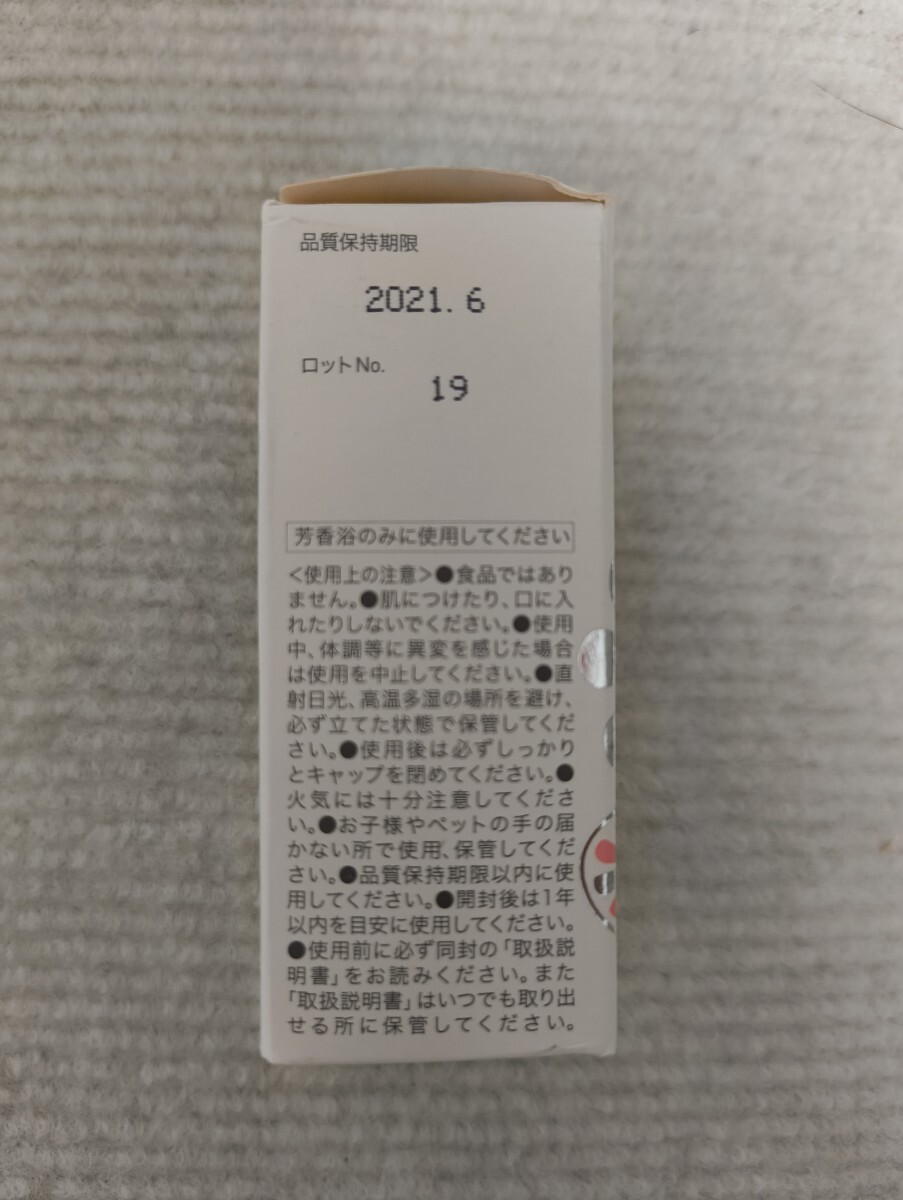 品質保持期限
2021. 6
ロットNo.
19
芳香浴のみに使用してください
<使用上の注意>●食品ではあり
ません。●肌につけたり、口に入
れたりしないでください。●使用
中、体調等に異変を感じた場合
は使用を中止してください。●直
射日光、高温多湿の場所を避け、
必ず立てた状態で保管してくだ
さい。●使用後は必ずしっかり
とキャップを閉めてください。●
火気には十分注意してくださ
い。●お子様やペットの手の届
かない所で使用、保管してくだ
さい。●品質保持期限以内に使
用してください。●開封後は1年
以内を目安に使用してください。
●使用前に必ず同封の「取扱説
明書」をお読みください。また
「取扱説明書」はいつでも取り出
せる所に保管してください。